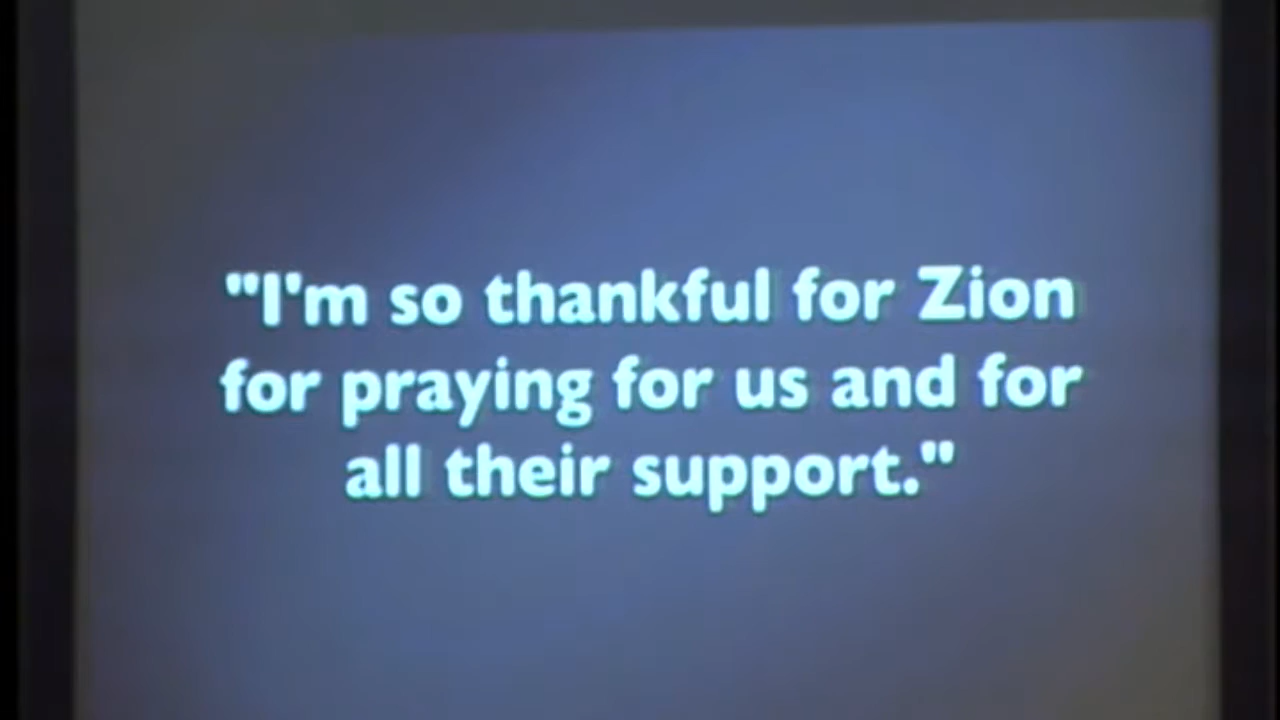 "I'm so thankful for Zion
for praying for us and for
all their support."